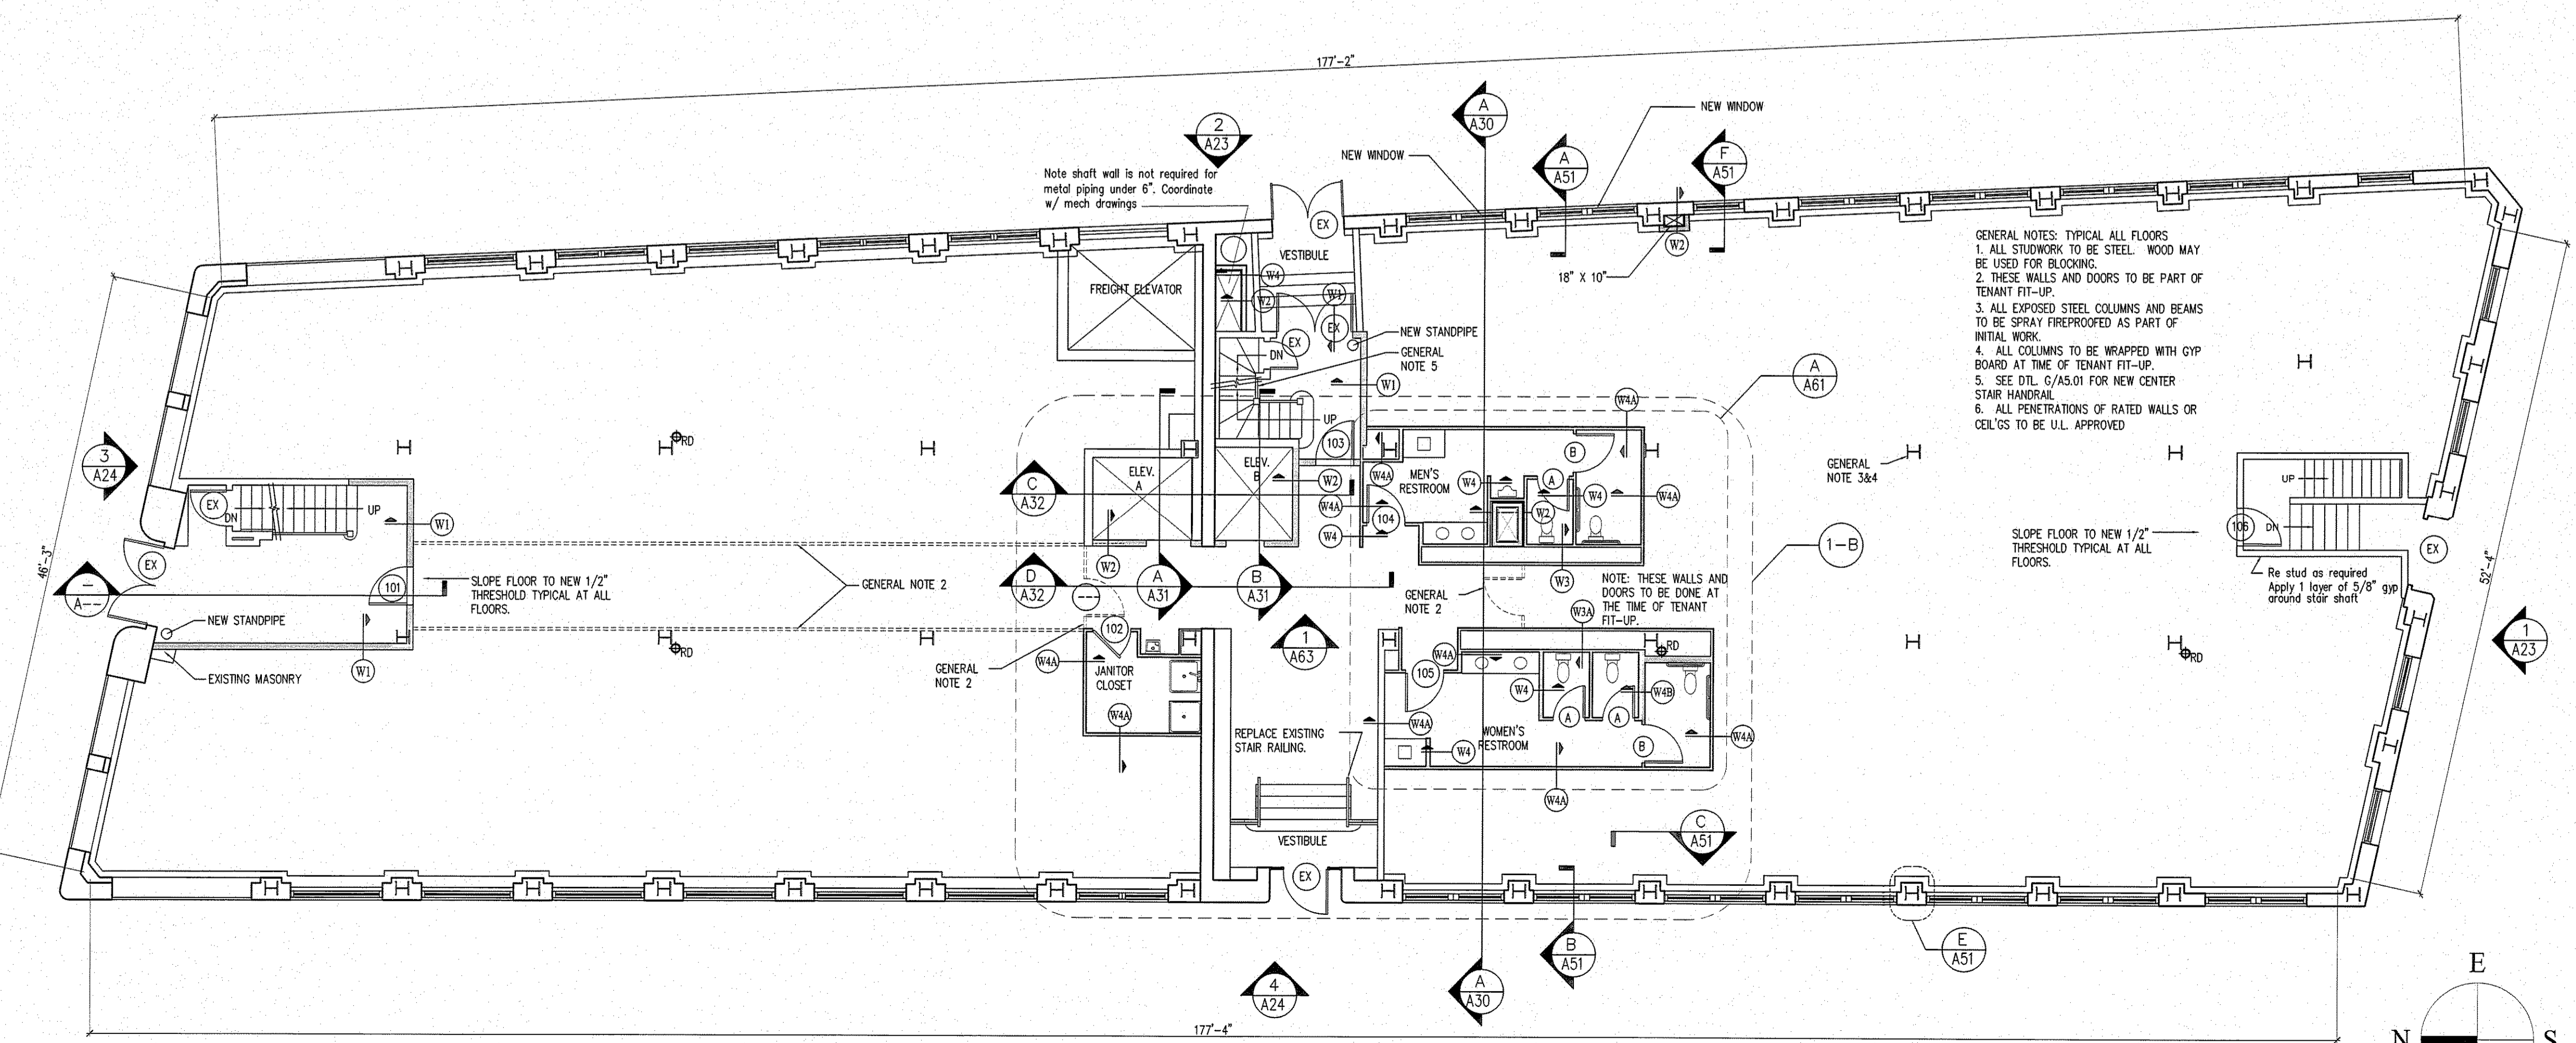 177'-2"
2
A23
A
A30
NEW WINDOW
NEW WINDOW
A
A51
F
A51
Note shaft wall is not required for
metal piping under 6". Coordinate
w/ mech drawings
EX
VESTIBULE
W2
18" X 10"
GENERAL NOTES: TYPICAL ALL FLOORS
1. ALL STUDWORK TO BE STEEL. WOOD MAY
BE USED FOR BLOCKING.
2. THESE WALLS AND DOORS TO BE PART OF
TENANT FIT-UP.
3. ALL EXPOSED STEEL COLUMNS AND BEAMS
TO BE SPRAY FIREPROOFED AS PART OF
INITIAL WORK.
4. ALL COLUMNS TO BE WRAPPED WITH GYP
BOARD AT TIME OF TENANT FIT-UP.
5. SEE DTL. G/A5.01 FOR NEW CENTER
STAIR HANDRAIL
6. ALL PENETRATIONS OF RATED WALLS OR
CEIL'GS TO BE U.L. APPROVED
FREIGHT ELEVATOR
W4
W2
W1
EX
EX
NEW STANDPIPE
DN
GENERAL
NOTE 5
W1
UP
103
A
A61
W4A
3
A24
RD
ELEV.
A
ELEV.
B
C
A32
W2
W4A
W4A
104
W4
MEN'S
RESTROOM
W4
A
B
W4
W4A
W2
W3
GENERAL
NOTE 3&4
UP
106
DN
EX
EX
DN
UP
W1
W2
1-B
SLOPE FLOOR TO NEW 1/2"
THRESHOLD TYPICAL AT ALL
FLOORS.
Re stud as required
Apply 1 layer of 5/8" gyp
around stair shaft
46'-3"
52'-4"
EX
-
A--
101
SLOPE FLOOR TO NEW 1/2"
THRESHOLD TYPICAL AT ALL
FLOORS.
GENERAL NOTE 2
D
A32
A
A31
B
A31
---
GENERAL
NOTE 2
NOTE: THESE WALLS AND
DOORS TO BE DONE AT
THE TIME OF TENANT
FIT-UP.
NEW STANDPIPE
W1
EXISTING MASONRY
RD
GENERAL
NOTE 2
102
W4A
JANITOR
CLOSET
W4A
1
A63
W3A
W4A
105
RD
RD
1
A23
W4
W4B
W4A
A
A
B
W4A
WOMEN'S
RESTROOM
W4
W4A
REPLACE EXISTING
STAIR RAILING.
VESTIBULE
EX
C
A51
B
A51
E
A51
4
A24
A
A30
177'-4"
E
N
S